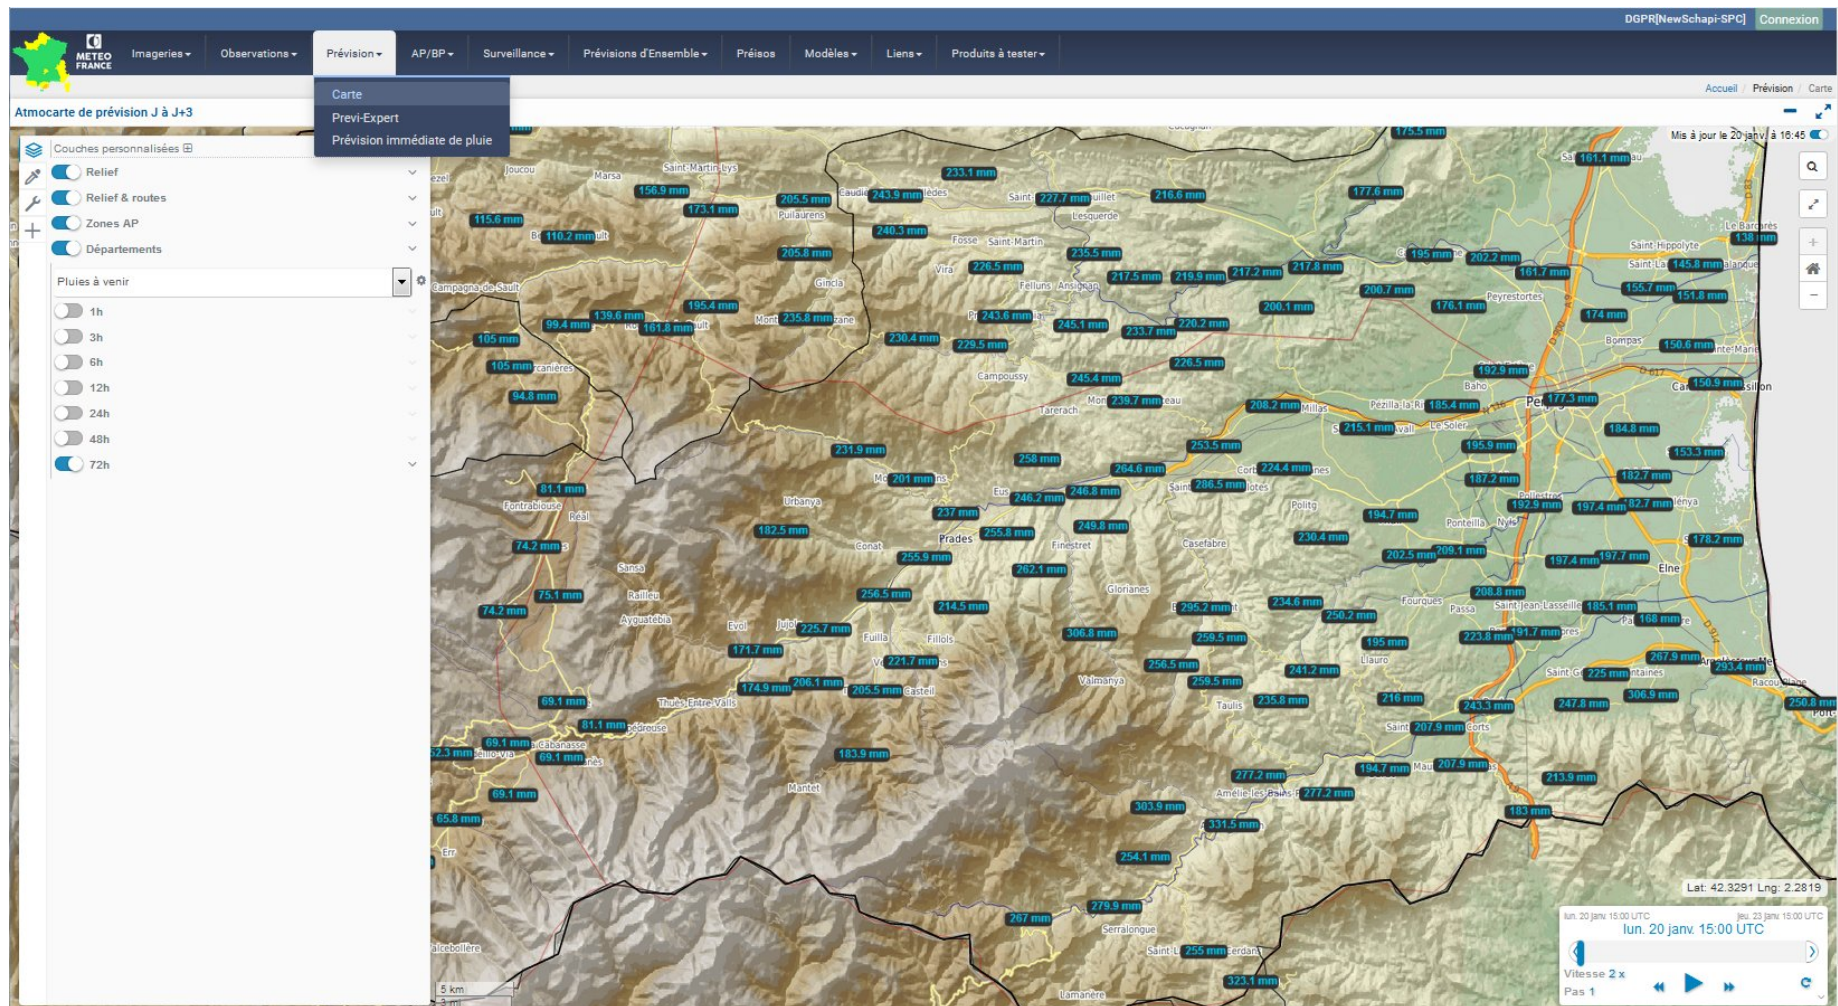 DGPR[NewSchapi-SPC] Connexion
METEO FRANCE
Imageries Observations Prévision AP/BP Surveillance Prévisions d'Ensemble Préisos Modèles Liens Produits à tester
Carte
Previ-Expert
Prévision immédiate de pluie
Accueil / Prévision / Carte
Atmocarte de prévision J à J+3
Mis à jour le 20 janv. à 16:45
Couches personnalisées
Relief
Relief & routes
Zones AP
Départements
Pluies à venir
1h
3h
6h
12h
24h
48h
72h
175.5 mm
161.1 mm
Joucou
Marsa
Saint-Martin-Lys
233.1 mm
156.9 mm
205.5 mm
243.9 mm
227.7 mm
216.6 mm
177.6 mm
173.1 mm
Puilaurens
Lesquerde
115.6 mm
110.2 mm
240.3 mm
Fosse
Saint-Martin
Le Barcarès
138 mm
205.8 mm
235.5 mm
195 mm
202.2 mm
Saint-Hippolyte
Vira
226.5 mm
217.5 mm
219.9 mm
217.2 mm
217.8 mm
161.7 mm
145.8 mm
Campagna-de-Sault
Gincla
Felluns
Ansignan
200.7 mm
Peyrestortes
155.7 mm
151.8 mm
195.4 mm
200.1 mm
176.1 mm
174 mm
139.6 mm
99.4 mm
161.8 mm
235.8 mm
243.6 mm
245.1 mm
233.7 mm
220.2 mm
105 mm
230.4 mm
229.5 mm
Bompas
150.6 mm
105 mm
226.5 mm
192.9 mm
Campoussy
245.4 mm
Baho
D 617
150.9 mm
94.8 mm
Tarerach
239.7 mm
208.2 mm
Millas
185.4 mm
177.3 mm
215.1 mm
Le Soler
184.8 mm
231.9 mm
258 mm
253.5 mm
195.9 mm
153.3 mm
201 mm
264.6 mm
224.4 mm
187.2 mm
182.7 mm
81.1 mm
Eus
246.2 mm
246.8 mm
286.5 mm
Fontrabiouse
Réal
Urbanya
237 mm
Politg
194.7 mm
192.9 mm
197.4 mm
182.7 mm
182.5 mm
Prades
255.8 mm
249.8 mm
Ponteilla
Nyls
74.2 mm
Conat
255.9 mm
Finestret
Casefabre
230.4 mm
202.5 mm
209.1 mm
178.2 mm
Sansa
262.1 mm
197.4 mm
197.7 mm
Elne
75.1 mm
Railleu
256.5 mm
Glorianes
208.8 mm
74.2 mm
214.5 mm
295.2 mm
234.6 mm
Fourques
Passa
Saint-Jean-Lasseille
185.1 mm
Ayguatébia
Evol
225.7 mm
306.8 mm
250.2 mm
168 mm
171.7 mm
Fuilla
Fillols
259.5 mm
195 mm
223.8 mm
191.7 mm
D 914
221.7 mm
256.5 mm
241.2 mm
Llauro
267.9 mm
293.4 mm
174.9 mm
206.1 mm
205.5 mm
Casteil
Valmanya
259.5 mm
225 mm
69.1 mm
Thuès-Entre-Valls
Taulis
235.8 mm
216 mm
243.3 mm
247.8 mm
306.9 mm
250.8 mm
81.1 mm
207.9 mm
52.3 mm
69.1 mm
69.1 mm
183.9 mm
194.7 mm
207.9 mm
213.9 mm
69.1 mm
Mantet
277.2 mm
277.2 mm
65.8 mm
303.9 mm
183 mm
331.5 mm
Err
254.1 mm
279.9 mm
267 mm
Serralongue
255 mm
323.1 mm
Lamanère
5 km
3 mi
Lat: 42.3291 Lng: 2.2819
lun. 20 janv. 15:00 UTC jeu. 23 janv. 15:00 UTC
lun. 20 janv. 15:00 UTC
Vitesse 2 x
Pas 1